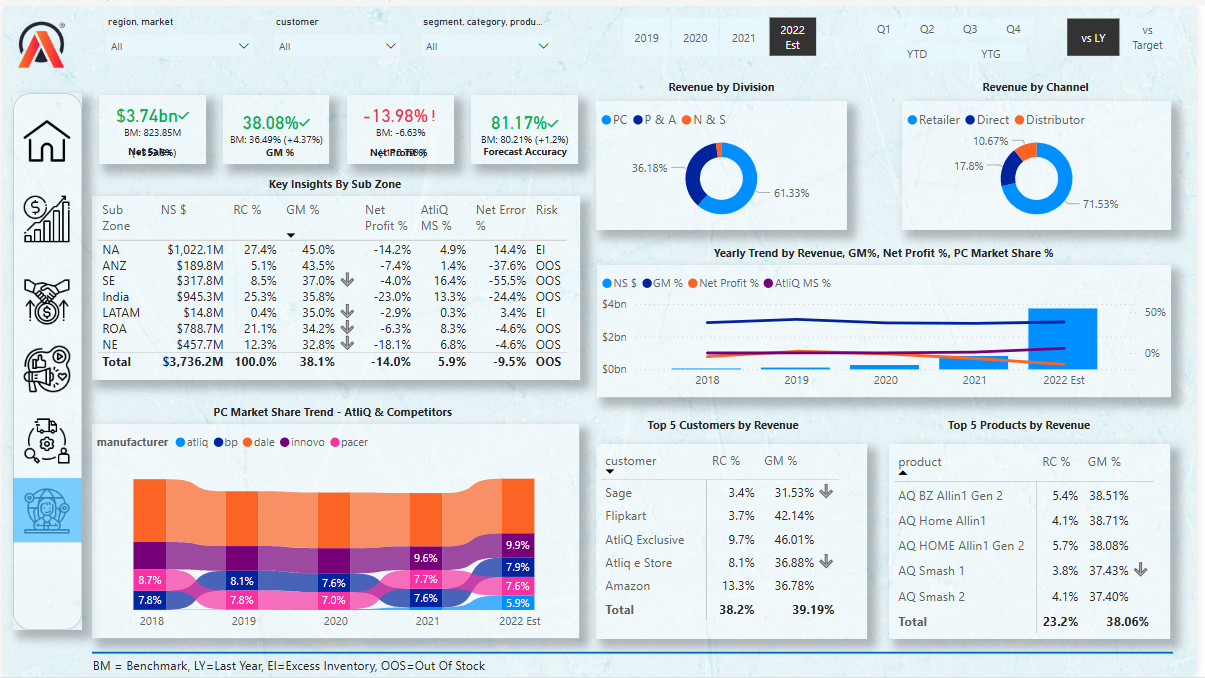 region, market customer segment, category, produ...
All All All
2019 2020 2021 2022 Est
Q1 Q2 Q3 Q4
YTD YTG
vs LY vs Target
$3.74bn
BM: 823.85M
Net Sales
38.08%
BM: 36.49% (+4.37%)
GM %
-13.98% !
BM: -6.63%
Net Profit %
81.17%
BM: 80.21% (+1.2%)
Forecast Accuracy
Revenue by Division
PC P & A N & S
36.18%
61.33%
Revenue by Channel
Retailer Direct Distributor
10.67%
17.8%
71.53%
Key Insights By Sub Zone
Sub Zone NS $ RC % GM % Net Profit % AtliQ MS % Net Error % Risk
NA $1,022.1M 27.4% 45.0% -14.2% 4.9% 14.4% EI
ANZ $189.8M 5.1% 43.5% -7.4% 1.4% -37.6% OOS
SE $317.8M 8.5% 37.0% -4.0% 16.4% -55.5% OOS
India $945.3M 25.3% 35.8% -23.0% 13.3% -24.4% OOS
LATAM $14.8M 0.4% 35.0% -2.9% 0.3% 3.4% EI
ROA $788.7M 21.1% 34.2% -6.3% 8.3% -4.6% OOS
NE $457.7M 12.3% 32.8% -18.1% 6.8% -4.6% OOS
Total $3,736.2M 100.0% 38.1% -14.0% 5.9% -9.5% OOS
Yearly Trend by Revenue, GM%, Net Profit %, PC Market Share %
NS $ GM % Net Profit % AtliQ MS %
$4bn
$2bn
$0bn
50%
0%
2018 2019 2020 2021 2022 Est
PC Market Share Trend - AtliQ & Competitors
manufacturer atliq bp dale innovo pacer
8.7%
7.8%
8.1%
7.8%
7.6%
7.0%
9.6%
7.7%
7.6%
9.9%
7.9%
7.6%
5.9%
2018 2019 2020 2021 2022 Est
Top 5 Customers by Revenue
customer RC % GM %
Sage 3.4% 31.53%
Flipkart 3.7% 42.14%
AtliQ Exclusive 9.7% 46.01%
Atliq e Store 8.1% 36.88%
Amazon 13.3% 36.78%
Total 38.2% 39.19%
Top 5 Products by Revenue
product RC % GM %
AQ BZ Allin1 Gen 2 5.4% 38.51%
AQ Home Allin1 4.1% 38.71%
AQ HOME Allin1 Gen 2 5.7% 38.08%
AQ Smash 1 3.8% 37.43%
AQ Smash 2 4.1% 37.40%
Total 23.2% 38.06%
BM = Benchmark, LY=Last Year, EI=Excess Inventory, OOS=Out Of Stock